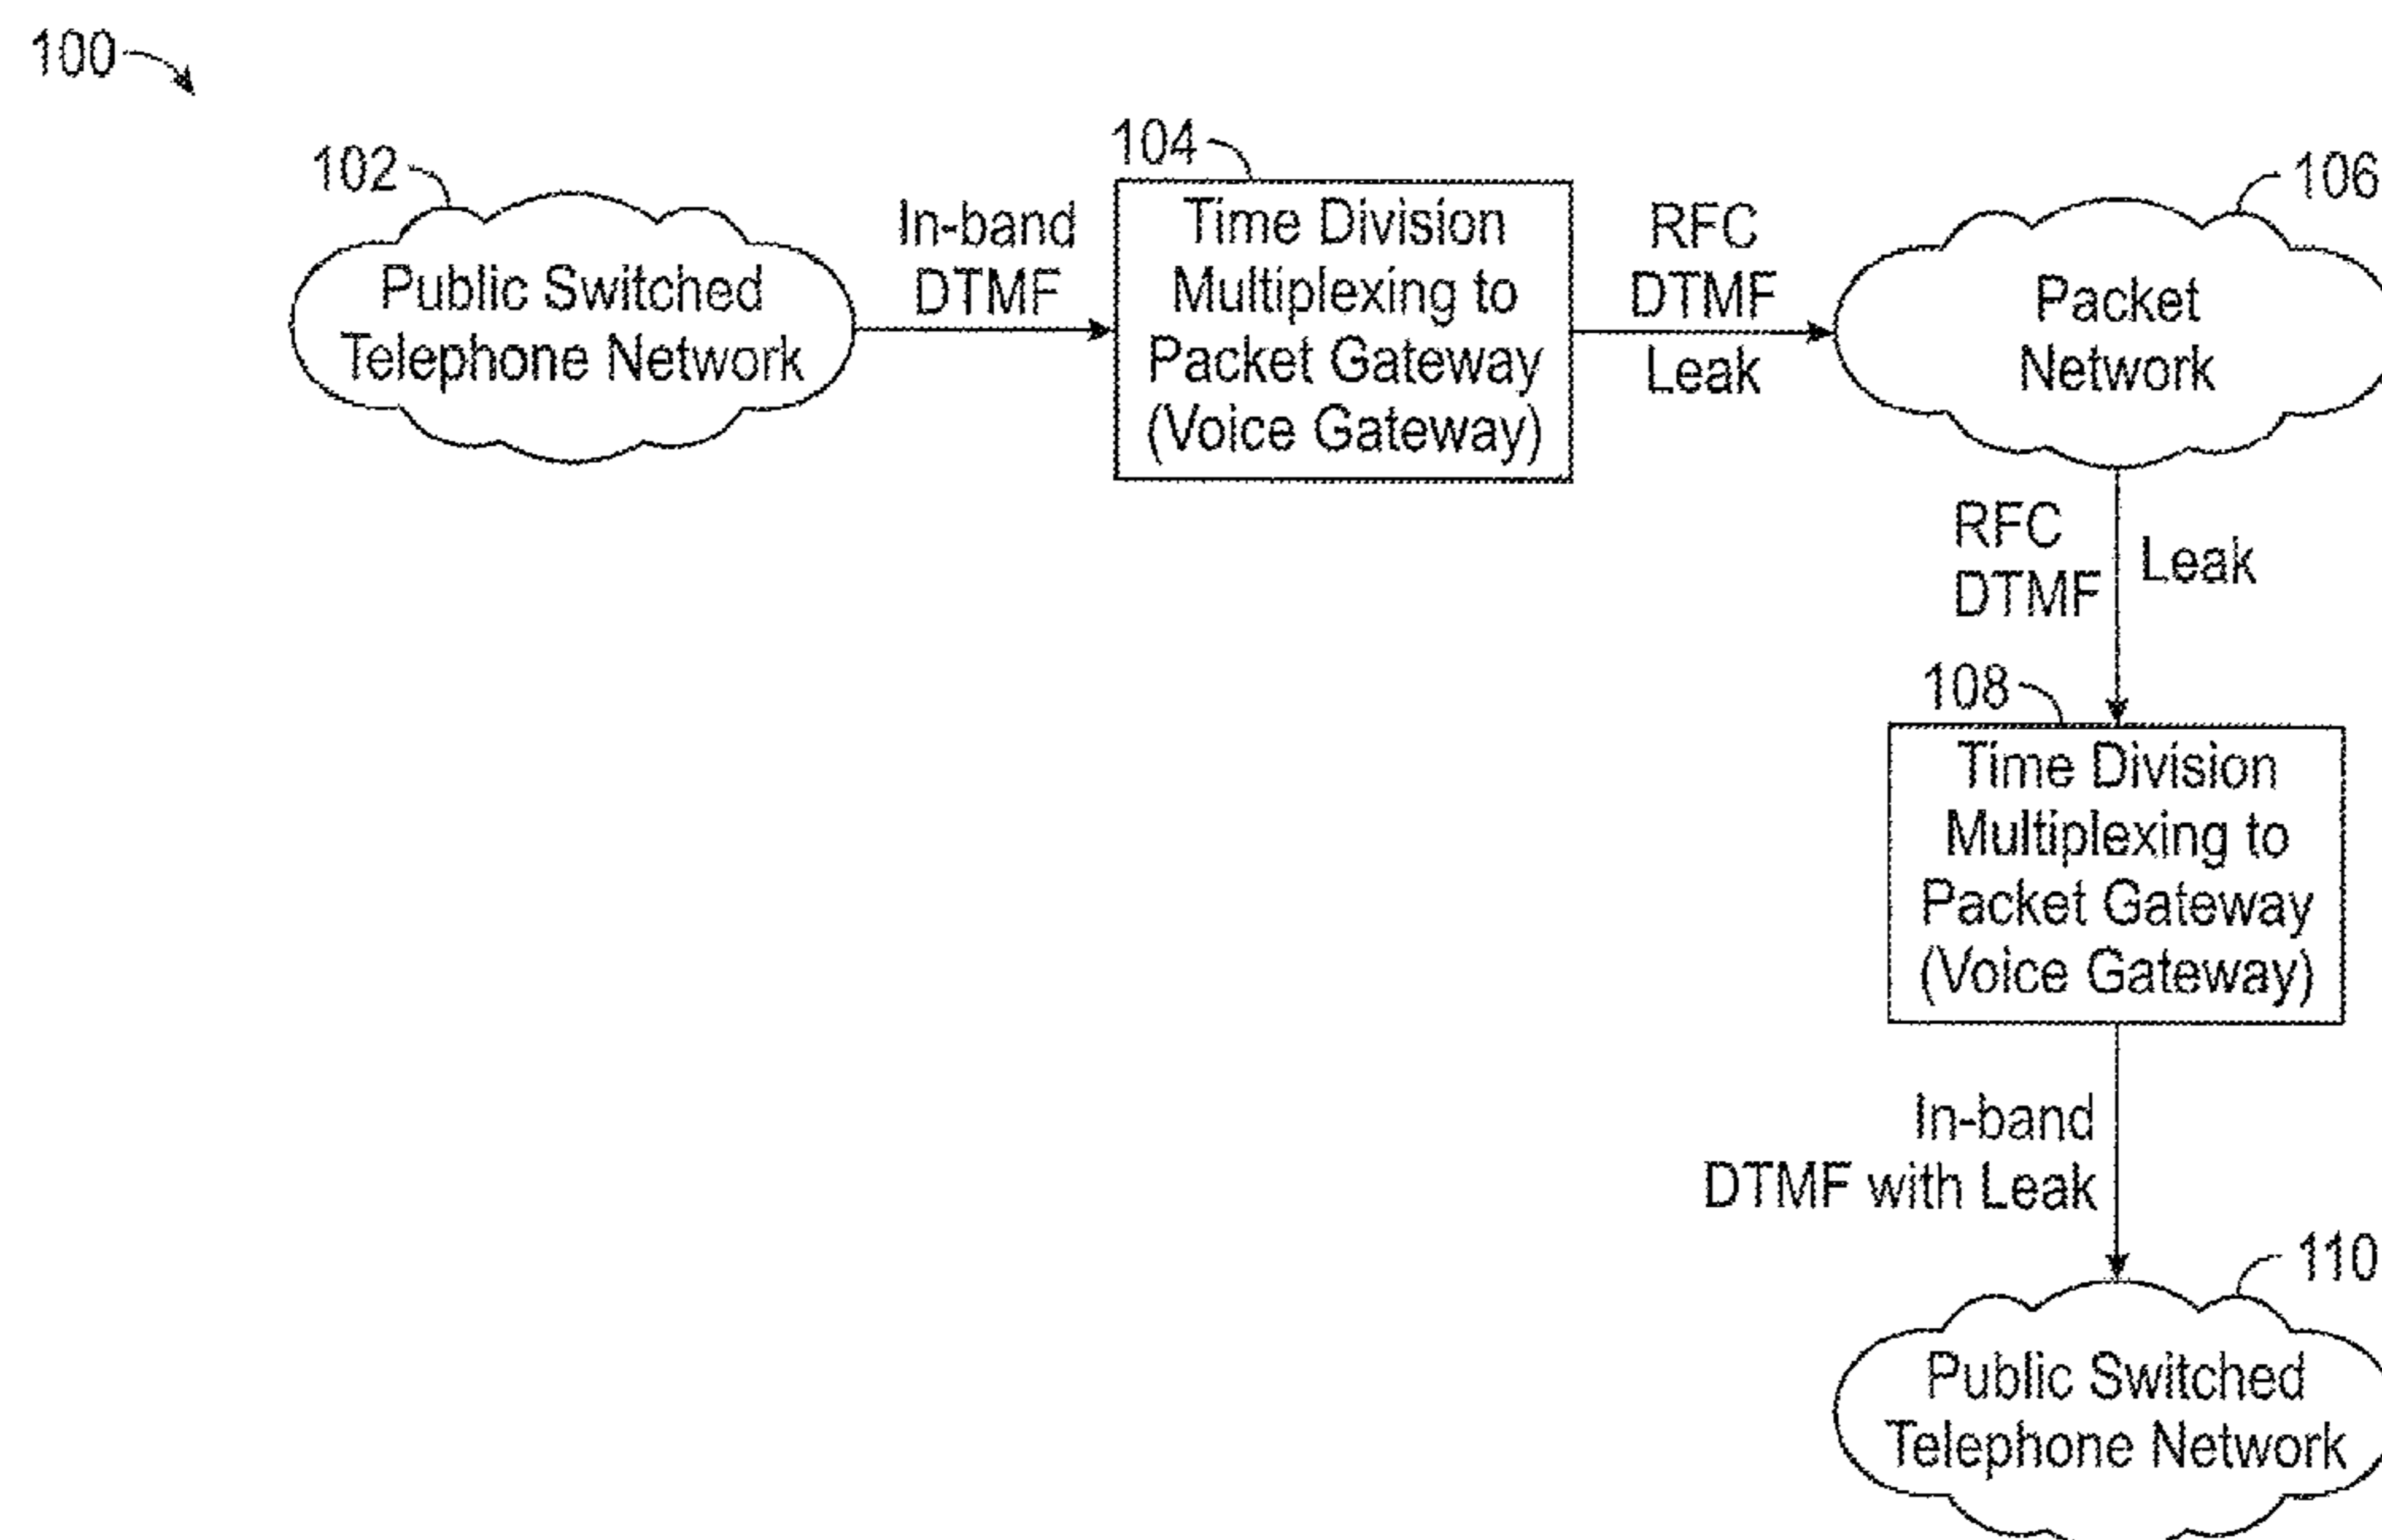 100
102
Public Switched
Telephone Network
In-band
DTMF
104
Time Division
Multiplexing to
Packet Gateway
(Voice Gateway)
RFC
DTMF
Leak
106
Packet
Network
RFC
DTMF
Leak
108
Time Division
Multiplexing to
Packet Gateway
(Voice Gateway)
In-band
DTMF with Leak
110
Public Switched
Telephone Network